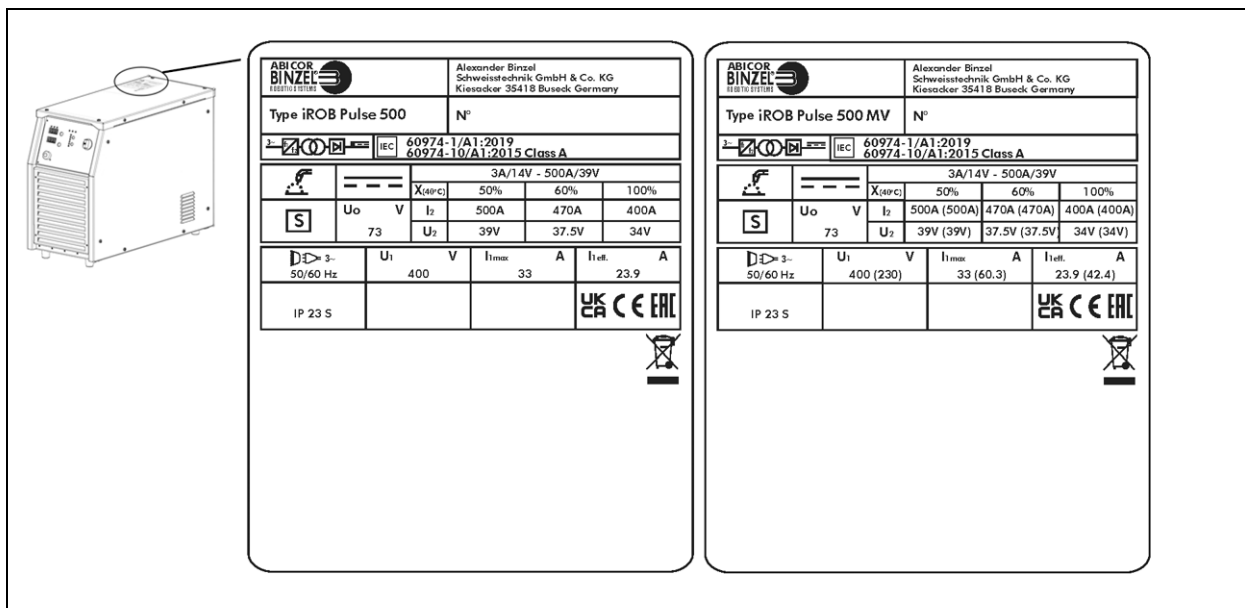 ABICOR
BINZEL®
ROBOTIC SYSTEMS
Alexander Binzel
Schweisstechnik GmbH & Co. KG
Kiesacker 35418 Buseck Germany
Type iROB Pulse 500
N°
3~
IEC
60974-1/A1:2019
60974-10/A1:2015 Class A
3A/14V - 500A/39V
X(40°C) 50% 60% 100%
S
U0 V I2 500A 470A 400A
73 U2 39V 37.5V 34V
3~ U1 V I1max A I1eff. A
50/60 Hz 400 33 23.9
IP 23 S
UK CA CE EAC
ABICOR
BINZEL®
ROBOTIC SYSTEMS
Alexander Binzel
Schweisstechnik GmbH & Co. KG
Kiesacker 35418 Buseck Germany
Type iROB Pulse 500 MV
N°
3~
IEC
60974-1/A1:2019
60974-10/A1:2015 Class A
3A/14V - 500A/39V
X(40°C) 50% 60% 100%
S
U0 V I2 500A (500A) 470A (470A) 400A (400A)
73 U2 39V (39V) 37.5V (37.5V) 34V (34V)
3~ U1 V I1max A I1eff. A
50/60 Hz 400 (230) 33 (60.3) 23.9 (42.4)
IP 23 S
UK CA CE EAC